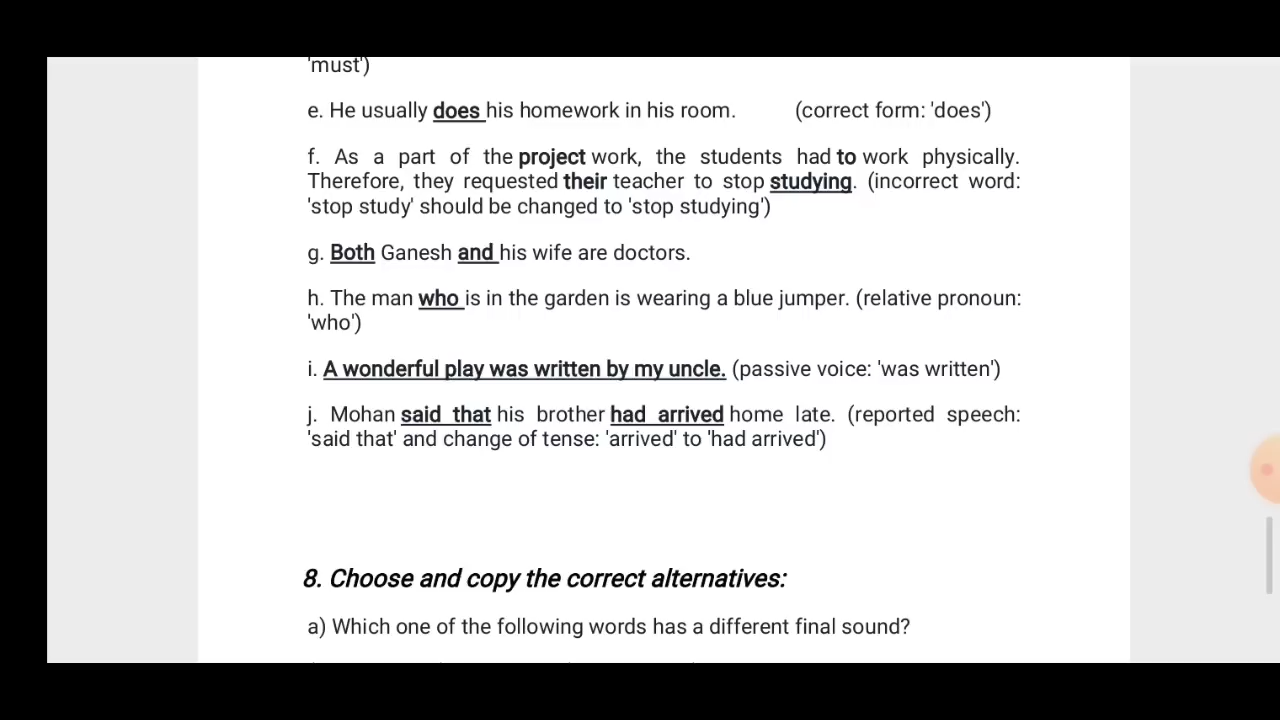 'must')
e. He usually does his homework in his room. (correct form: 'does')
f. As a part of the project work, the students had to work physically.
Therefore, they requested their teacher to stop studying. (incorrect word:
'stop study' should be changed to 'stop studying')
g. Both Ganesh and his wife are doctors.
h. The man who is in the garden is wearing a blue jumper. (relative pronoun:
'who')
i. A wonderful play was written by my uncle. (passive voice: 'was written')
j. Mohan said that his brother had arrived home late. (reported speech:
'said that' and change of tense: 'arrived' to 'had arrived')
8. Choose and copy the correct alternatives:
a) Which one of the following words has a different final sound?